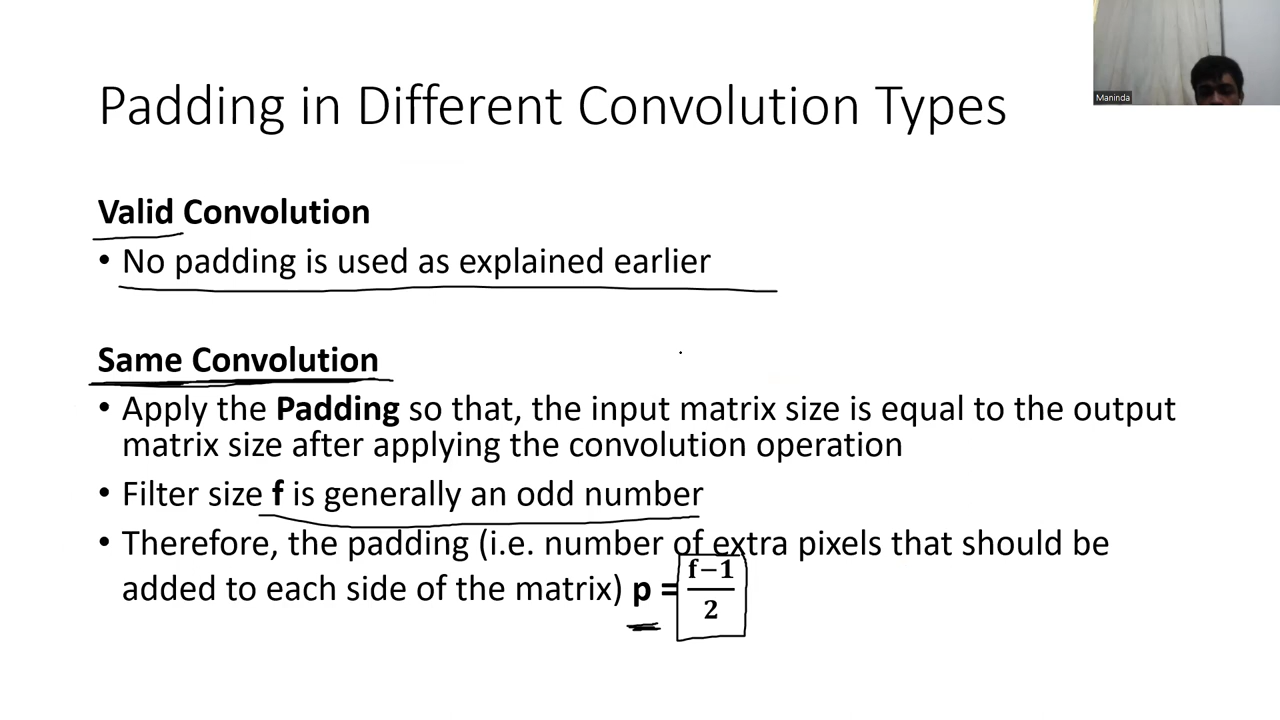 Maninda
Padding in Different Convolution Types
Valid Convolution
• No padding is used as explained earlier
Same Convolution
• Apply the Padding so that, the input matrix size is equal to the output
matrix size after applying the convolution operation
• Filter size f is generally an odd number
• Therefore, the padding (i.e. number of extra pixels that should be
added to each side of the matrix) p = f−1
2